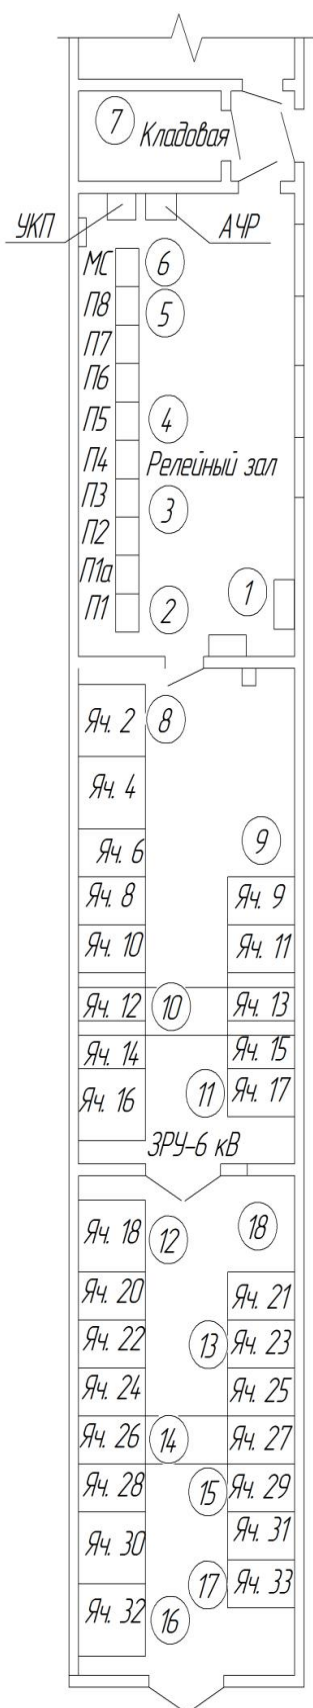 7 Кладовая
УКП АЧР
МС 6
П8 5
П7
П6
П5 4
П4 Релейный зал
П3 3
П2
П1а 1
П1 2
Яч. 2 8
Яч. 4
Яч. 6 9
Яч. 8 Яч. 9
Яч. 10 Яч. 11
Яч. 12 10 Яч. 13
Яч. 14 Яч. 15
Яч. 16 11 Яч. 17
ЗРУ-6 кВ
Яч. 18 12 18
Яч. 20 Яч. 21
Яч. 22 13 Яч. 23
Яч. 24 Яч. 25
Яч. 26 14 Яч. 27
Яч. 28 15 Яч. 29
Яч. 30 Яч. 31
17 Яч. 33
Яч. 32 16